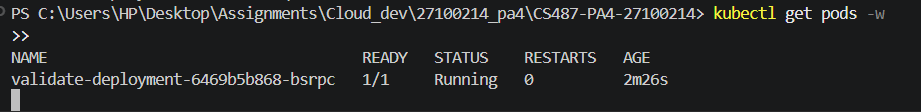 PS C:\Users\HP\Desktop\Assignments\Cloud_dev\27100214_pa4\CS487-PA4-27100214> kubectl get pods -w
>>
NAME READY STATUS RESTARTS AGE
validate-deployment-6469b5b868-bsrpc 1/1 Running 0 2m26s